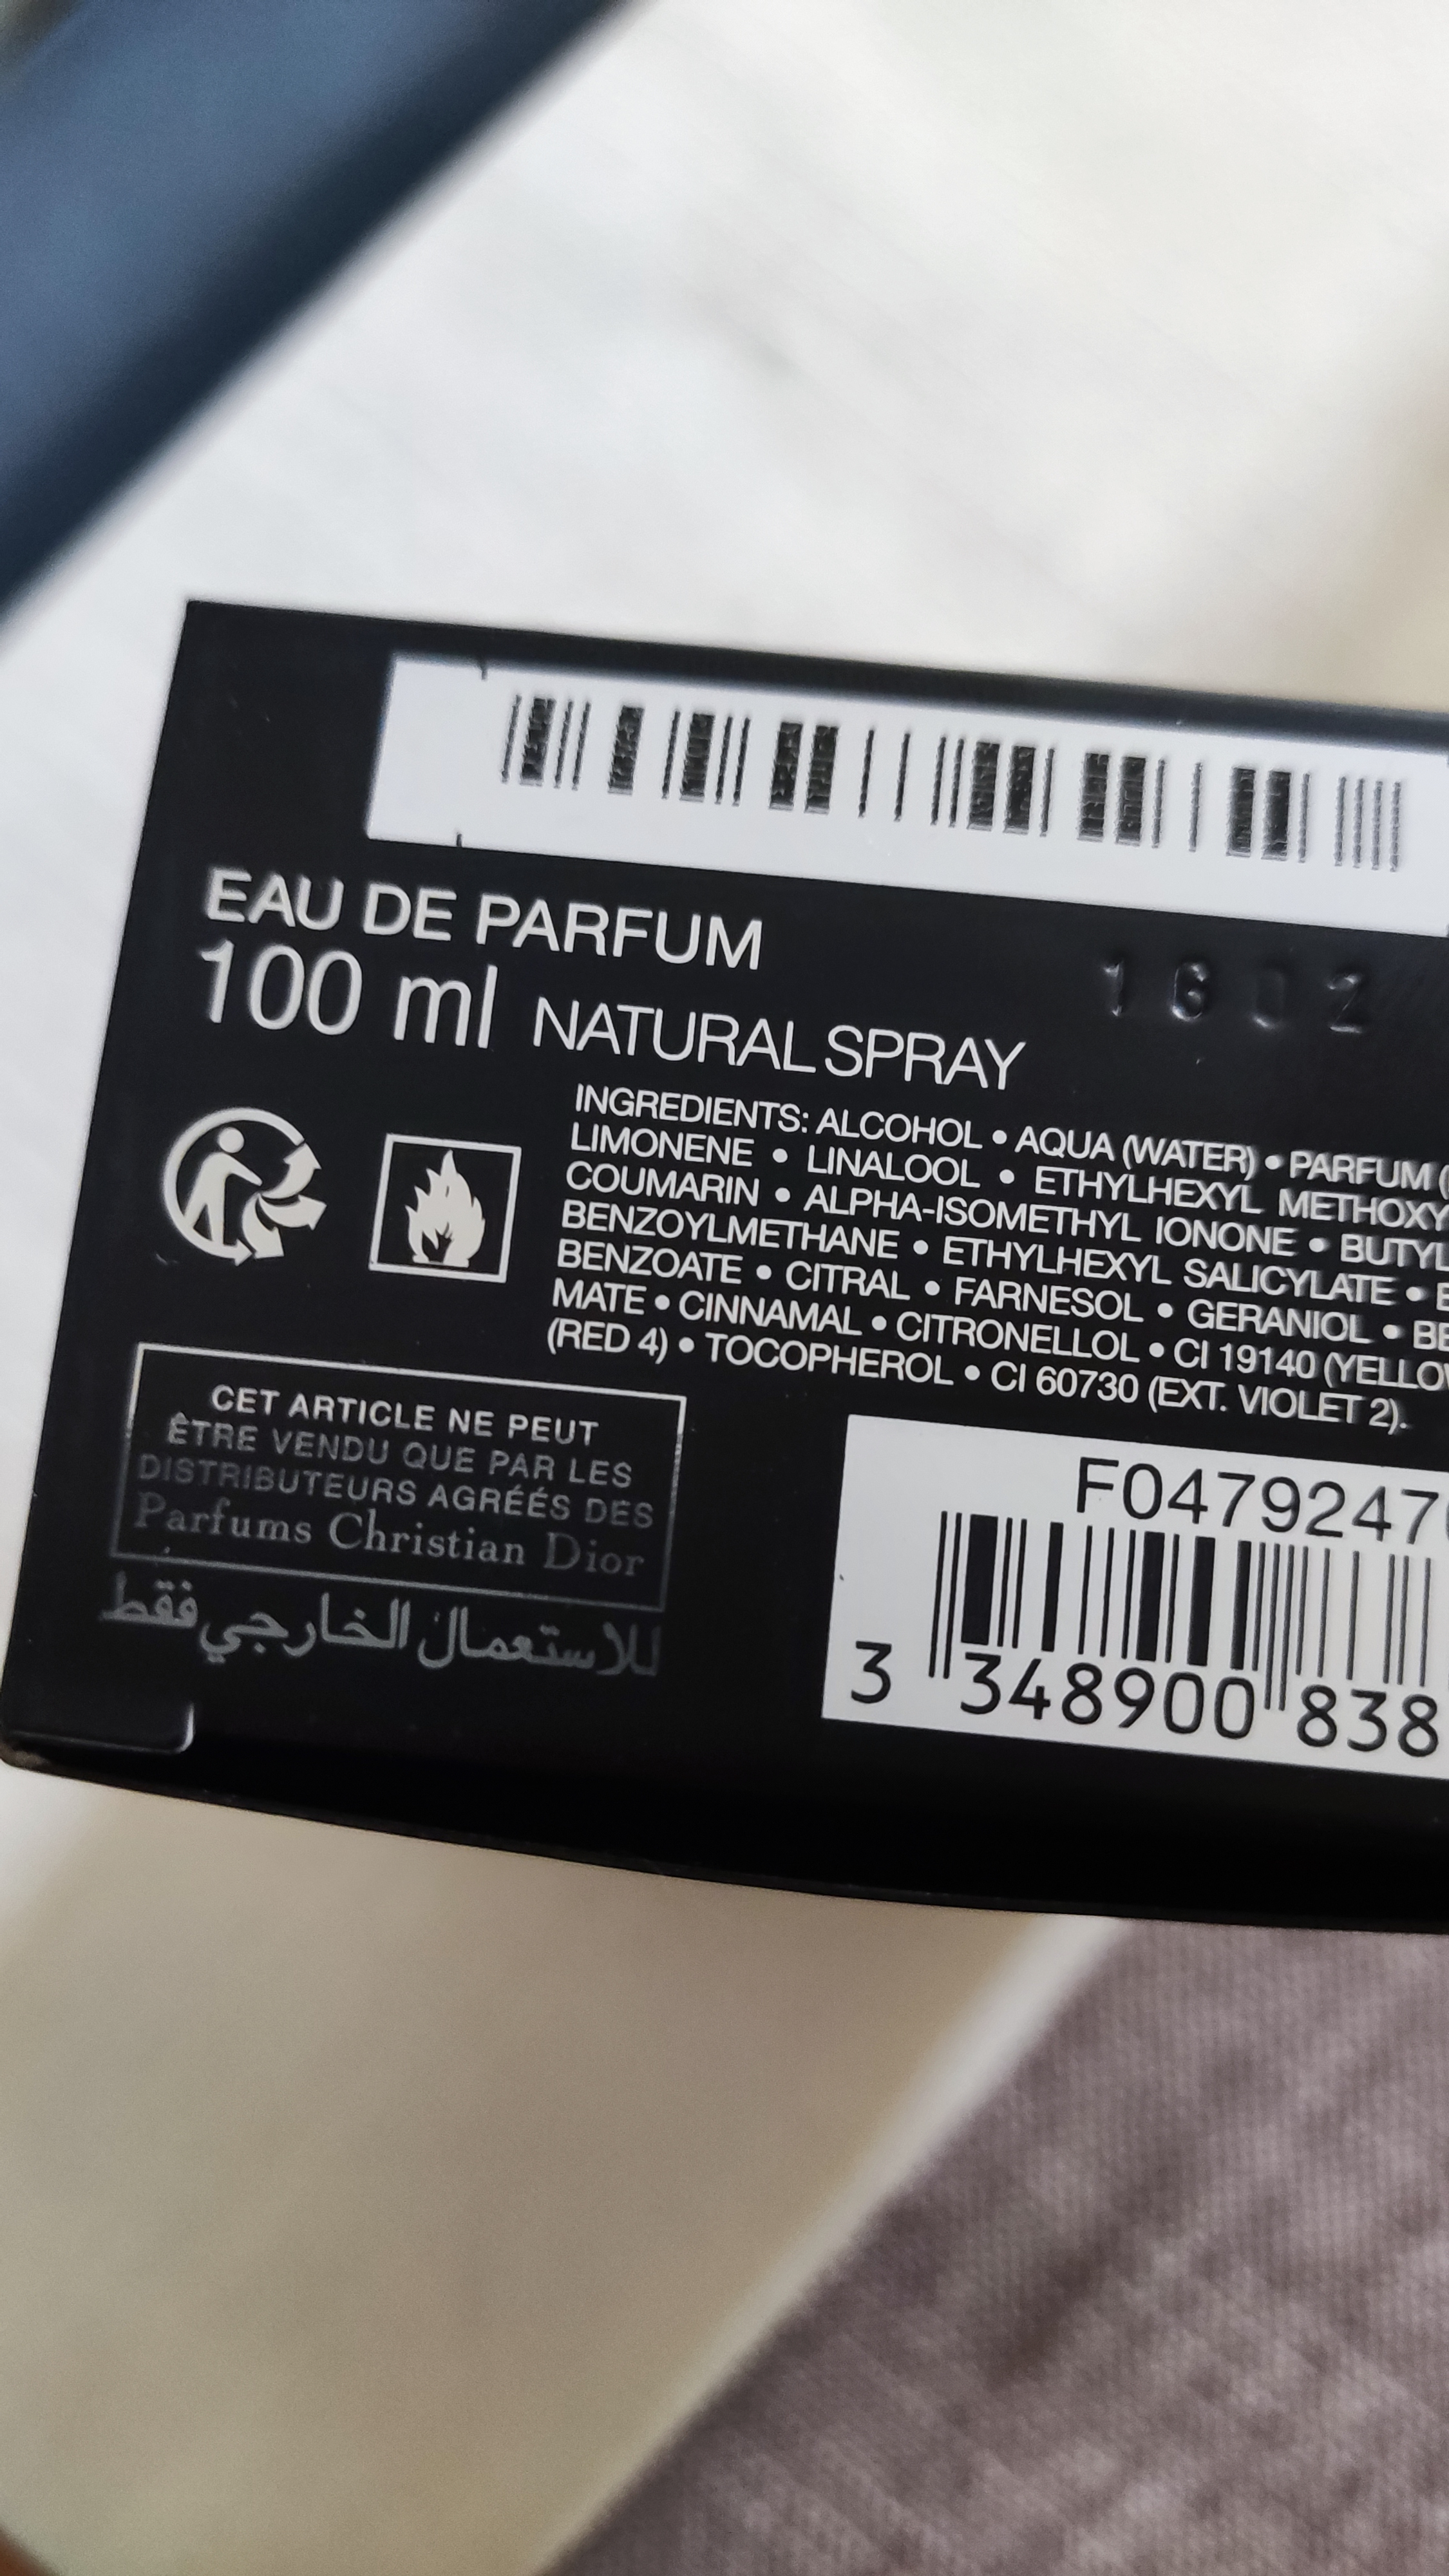 EAU DE PARFUM
100 ml NATURAL SPRAY
INGREDIENTS: ALCOHOL • AQUA (WATER) • PARFUM (
LIMONENE • LINALOOL • ETHYLHEXYL METHOXY
COUMARIN • ALPHA-ISOMETHYL IONONE • BUTYL
BENZOYLMETHANE • ETHYLHEXYL SALICYLATE •
BENZOATE • CITRAL • FARNESOL • GERANIOL • BE
MATE • CINNAMAL • CITRONELLOL • CI 19140 (YELLOW
(RED 4) • TOCOPHEROL • CI 60730 (EXT. VIOLET 2).
CET ARTICLE NE PEUT
ÊTRE VENDU QUE PAR LES
DISTRIBUTEURS AGRÉÉS DES
Parfums Christian Dior
للاستعمال الخارجي فقط
F04792470
3 348900 838